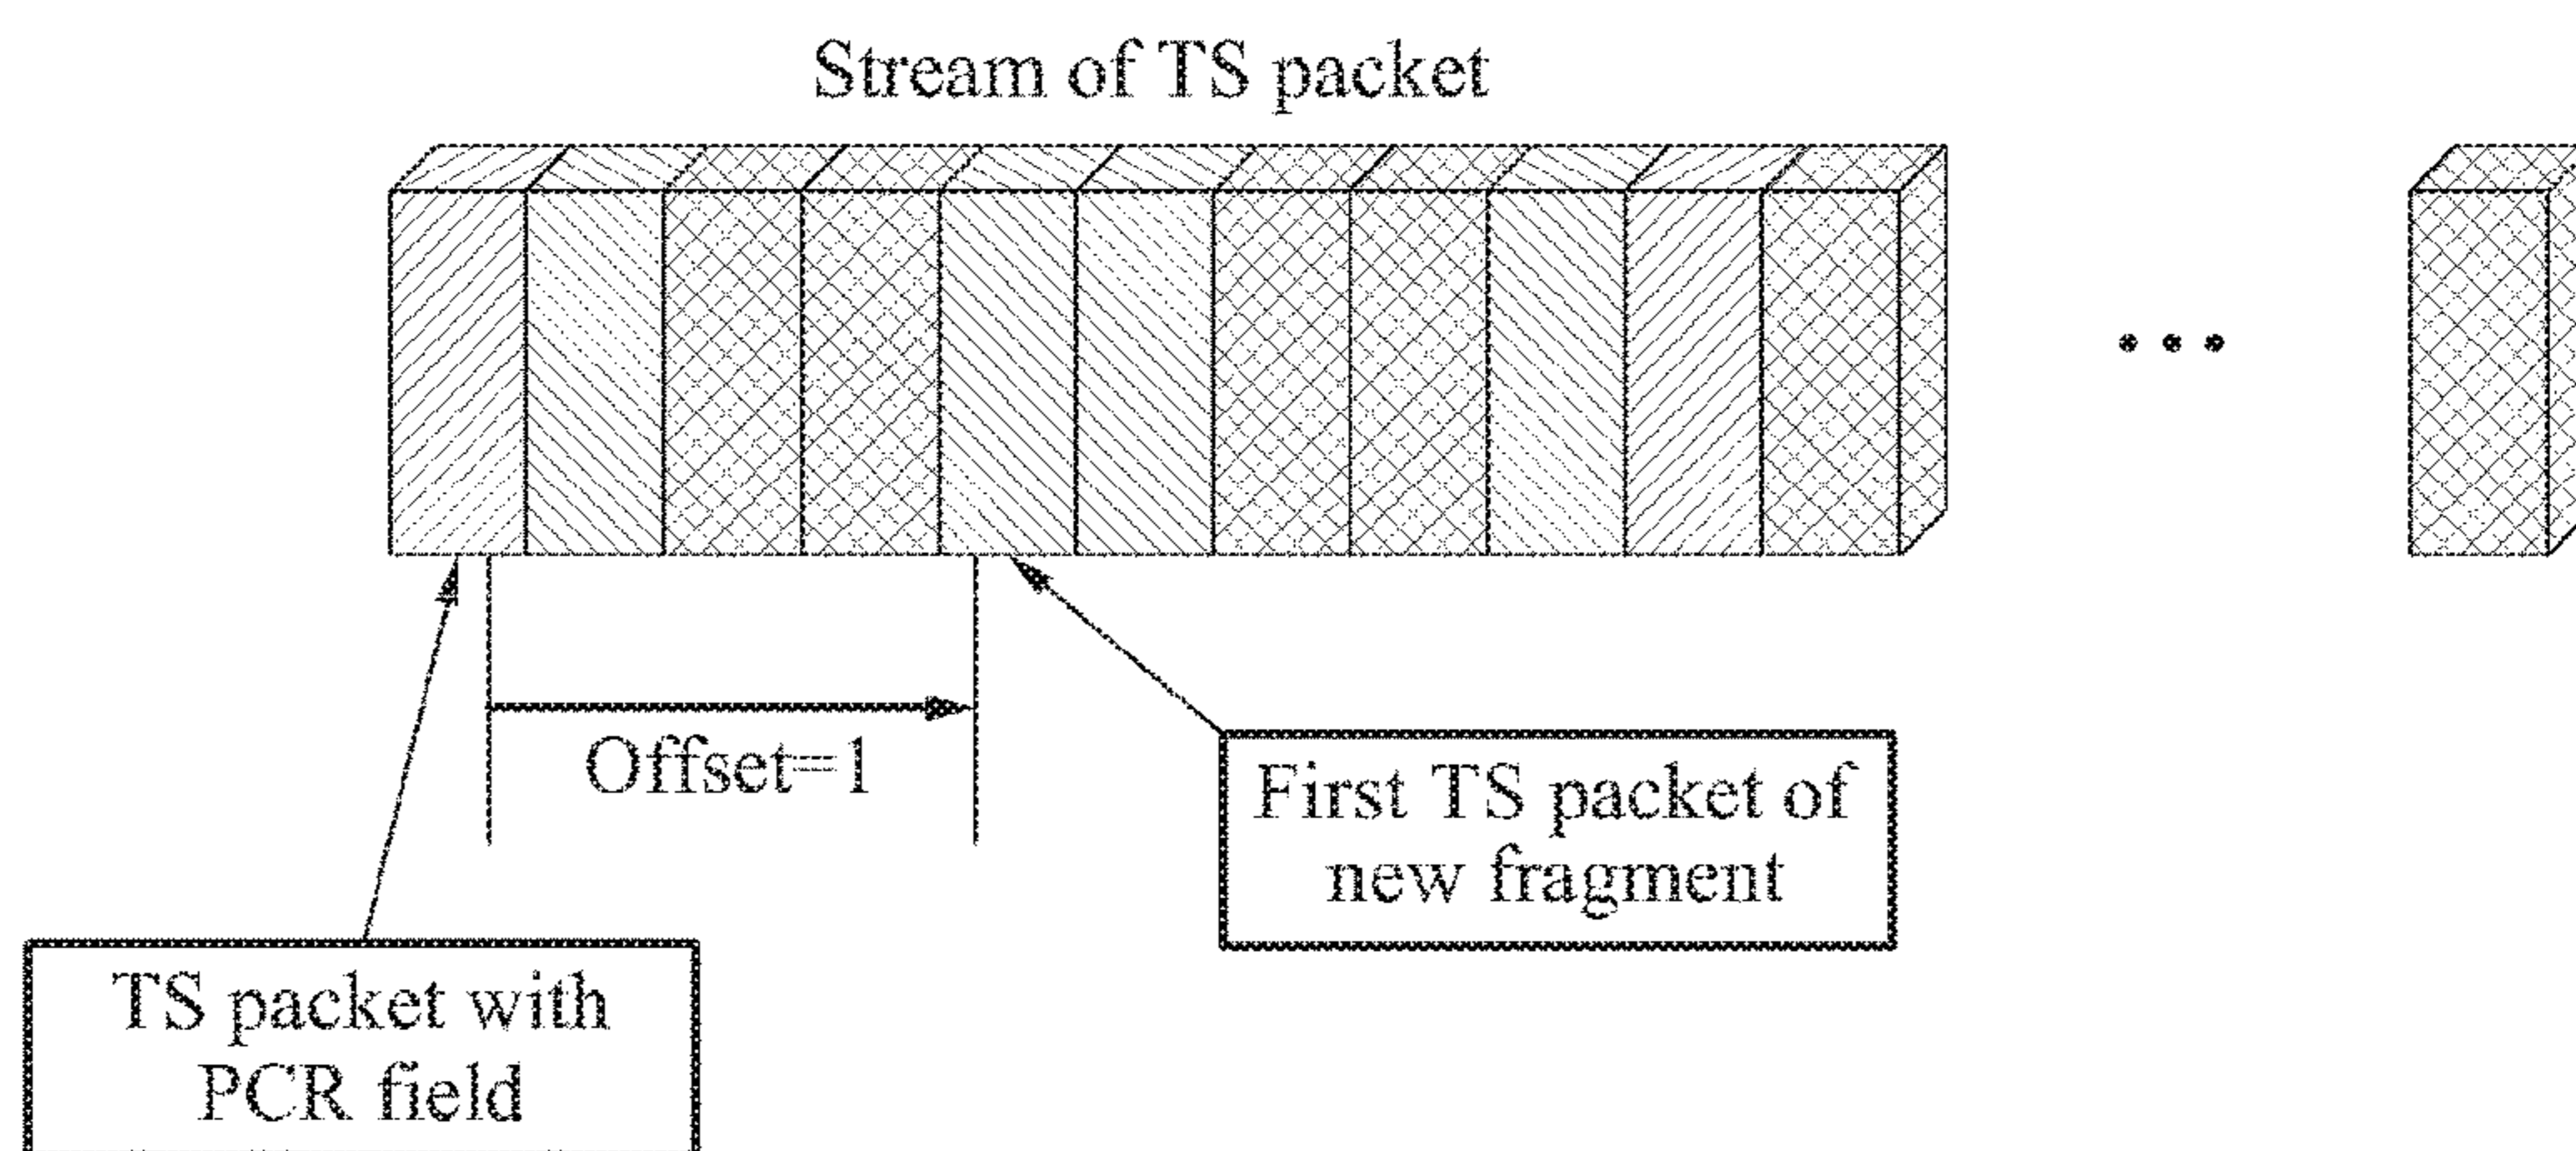 Stream of TS packet
Offset=1
First TS packet of
new fragment
TS packet with
PCR field